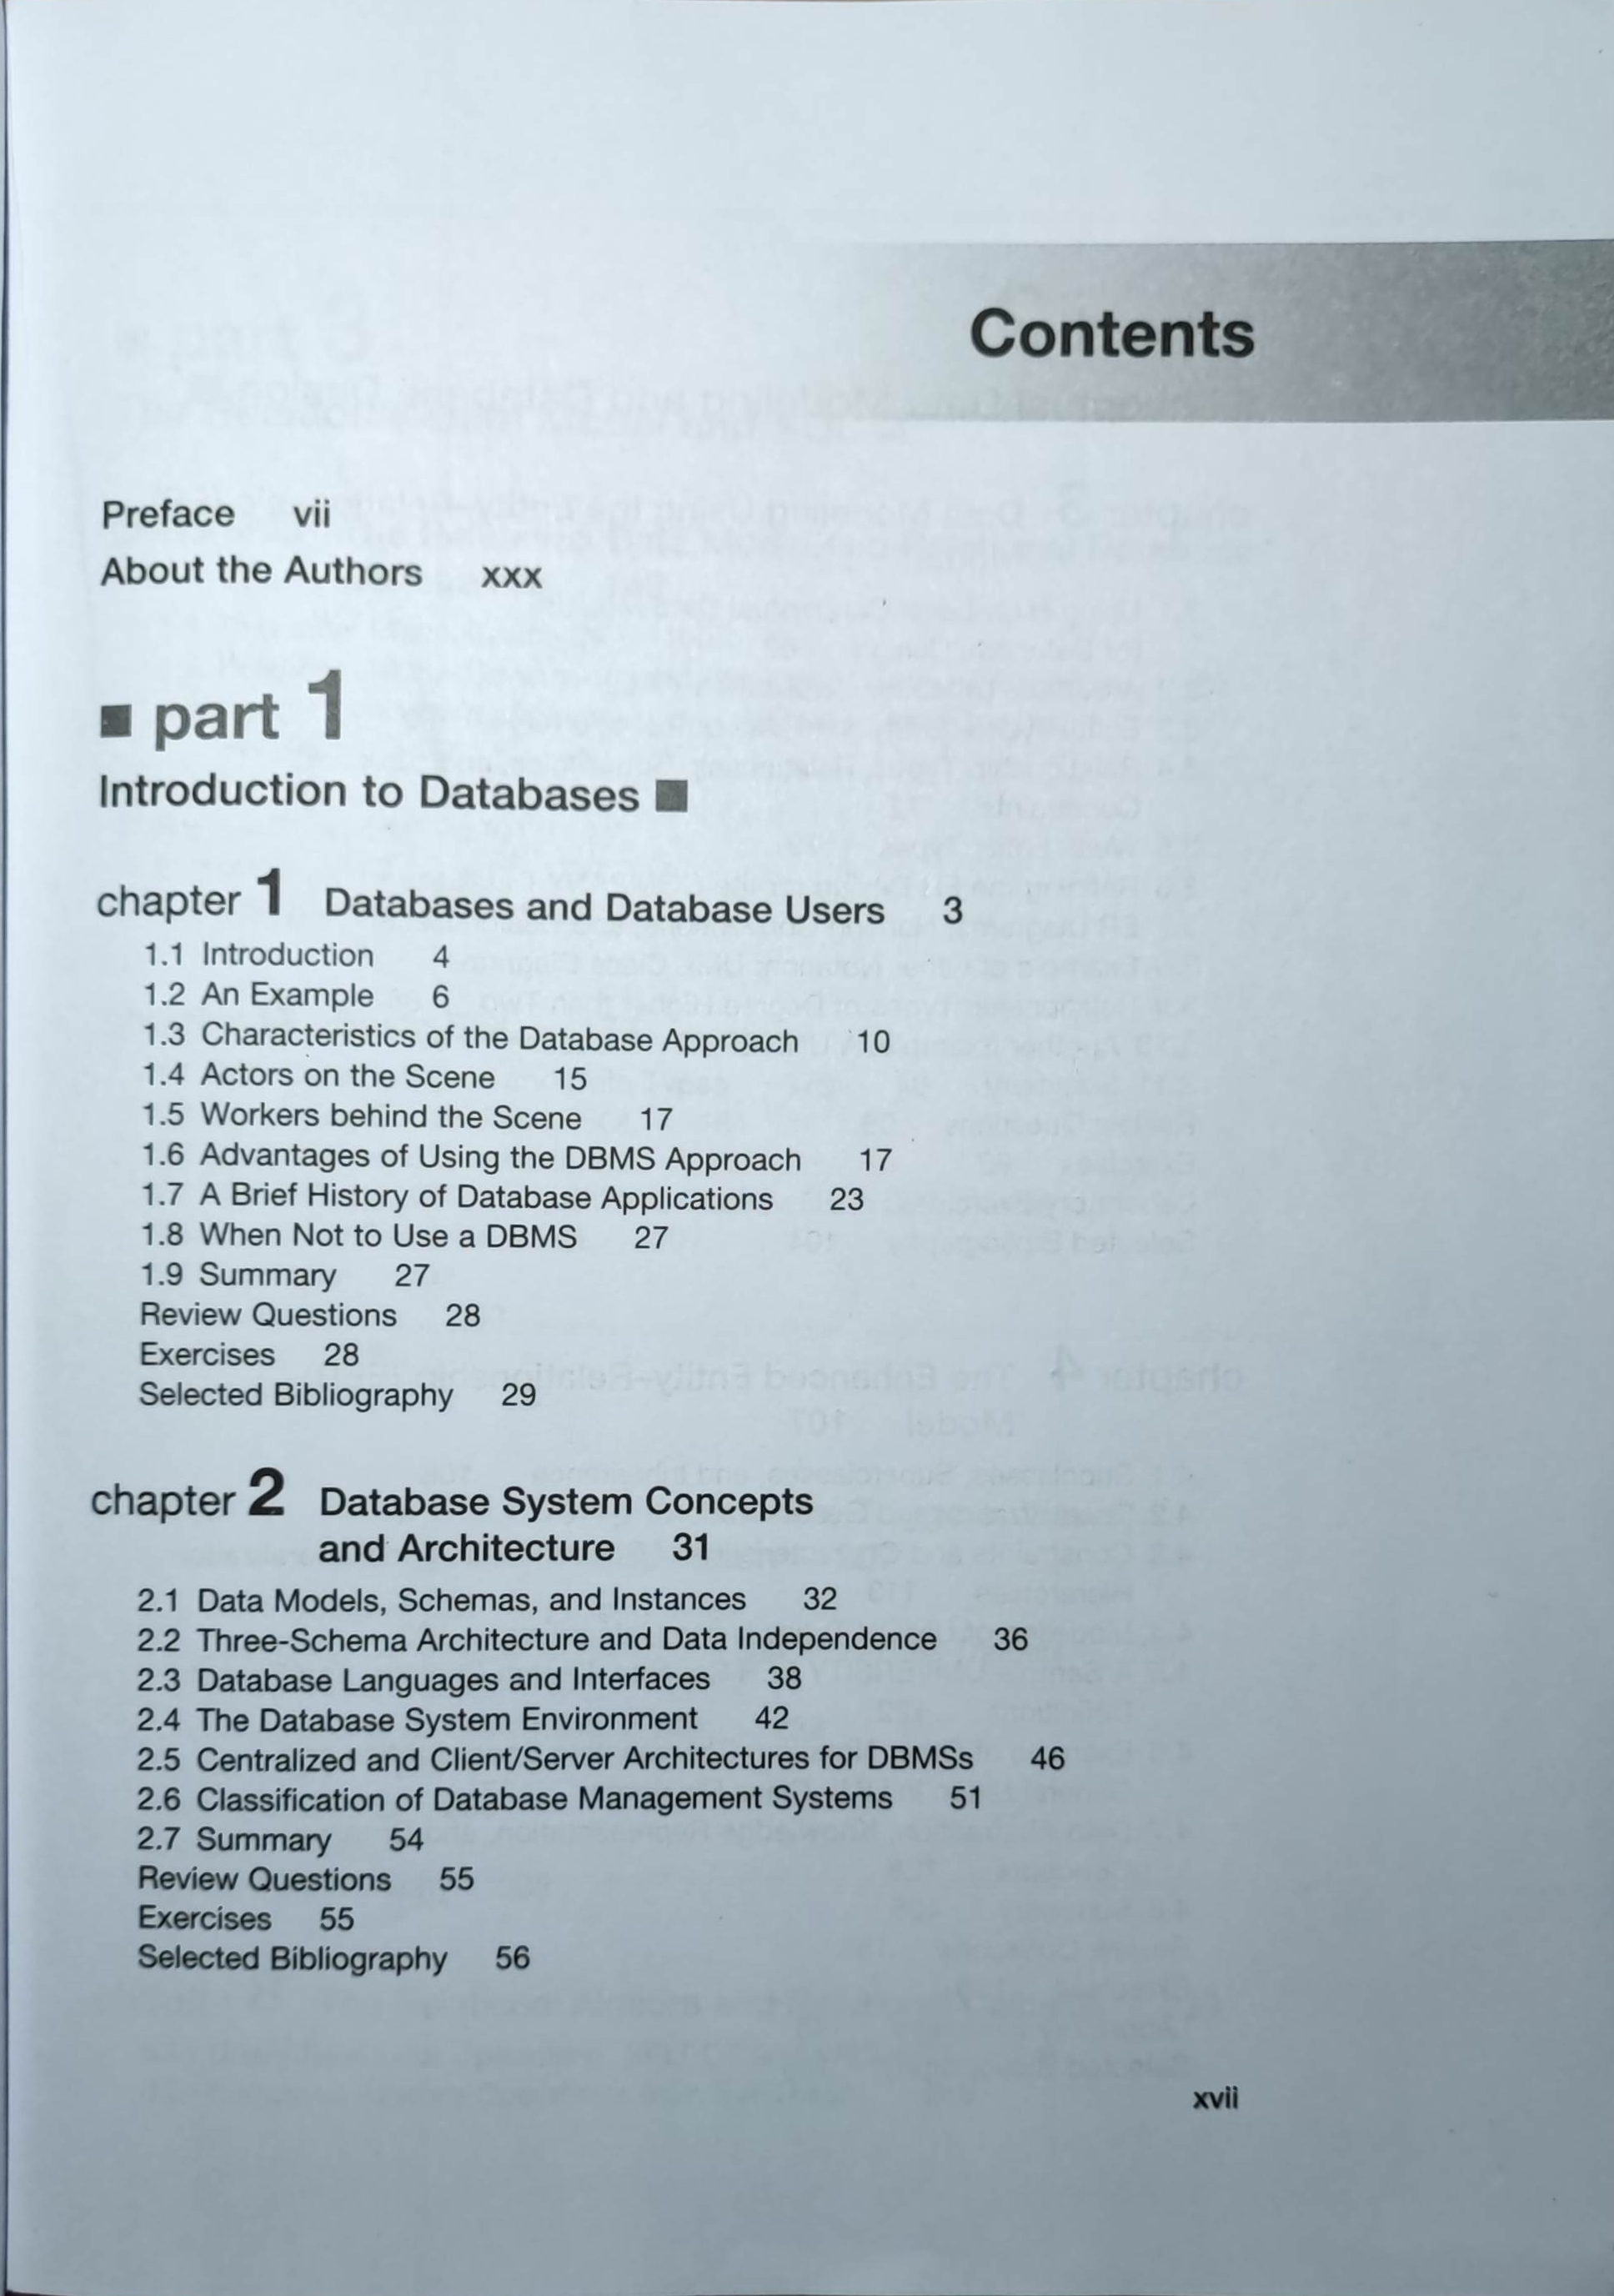 Contents
Preface vii
About the Authors xxx
■ part 1
Introduction to Databases ■
chapter 1 Databases and Database Users 3
1.1 Introduction 4
1.2 An Example 6
1.3 Characteristics of the Database Approach 10
1.4 Actors on the Scene 15
1.5 Workers behind the Scene 17
1.6 Advantages of Using the DBMS Approach 17
1.7 A Brief History of Database Applications 23
1.8 When Not to Use a DBMS 27
1.9 Summary 27
Review Questions 28
Exercises 28
Selected Bibliography 29
chapter 2 Database System Concepts
and Architecture 31
2.1 Data Models, Schemas, and Instances 32
2.2 Three-Schema Architecture and Data Independence 36
2.3 Database Languages and Interfaces 38
2.4 The Database System Environment 42
2.5 Centralized and Client/Server Architectures for DBMSs 46
2.6 Classification of Database Management Systems 51
2.7 Summary 54
Review Questions 55
Exercises 55
Selected Bibliography 56
xvii